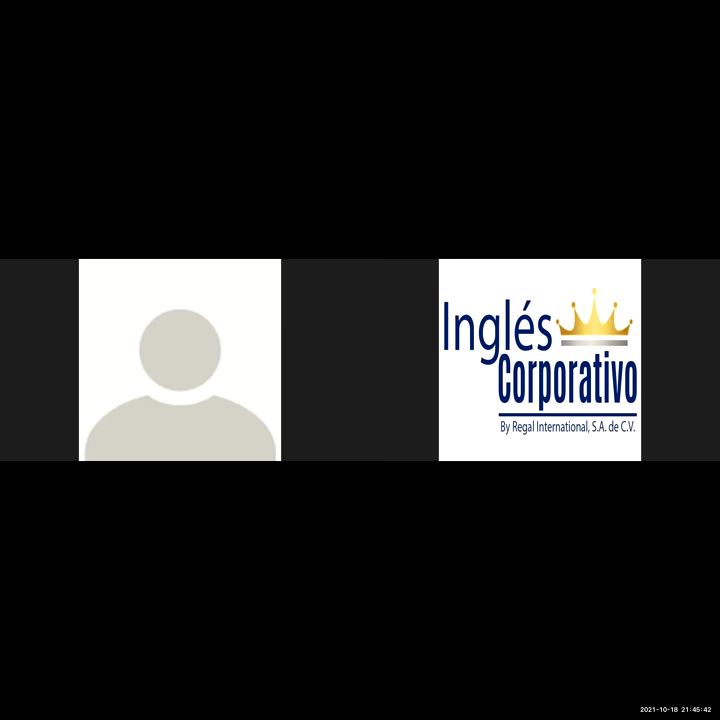 Inglés
Corporativo
By Regal International, S.A. de C.V.
2021-10-18 21:45:42